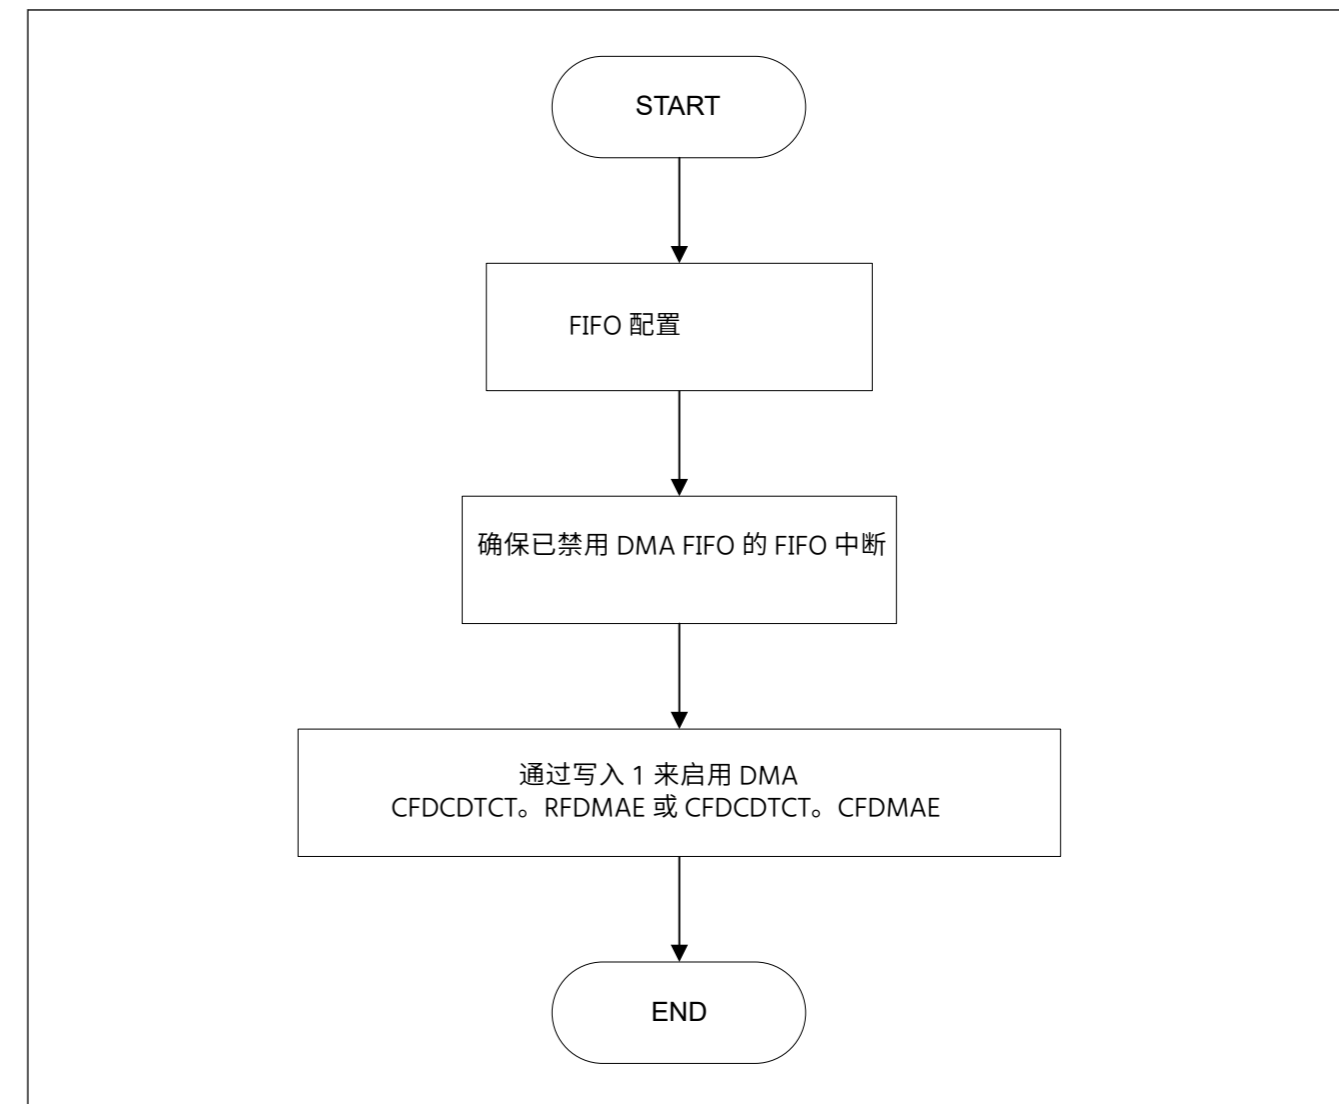 START
FIFO 配置
确保已禁用 DMA FIFO 的 FIFO 中断
通过写入 1 来启用 DMA
CFDCDTCT。RFDMAE 或 CFDCDTCT。CFDMAE
END